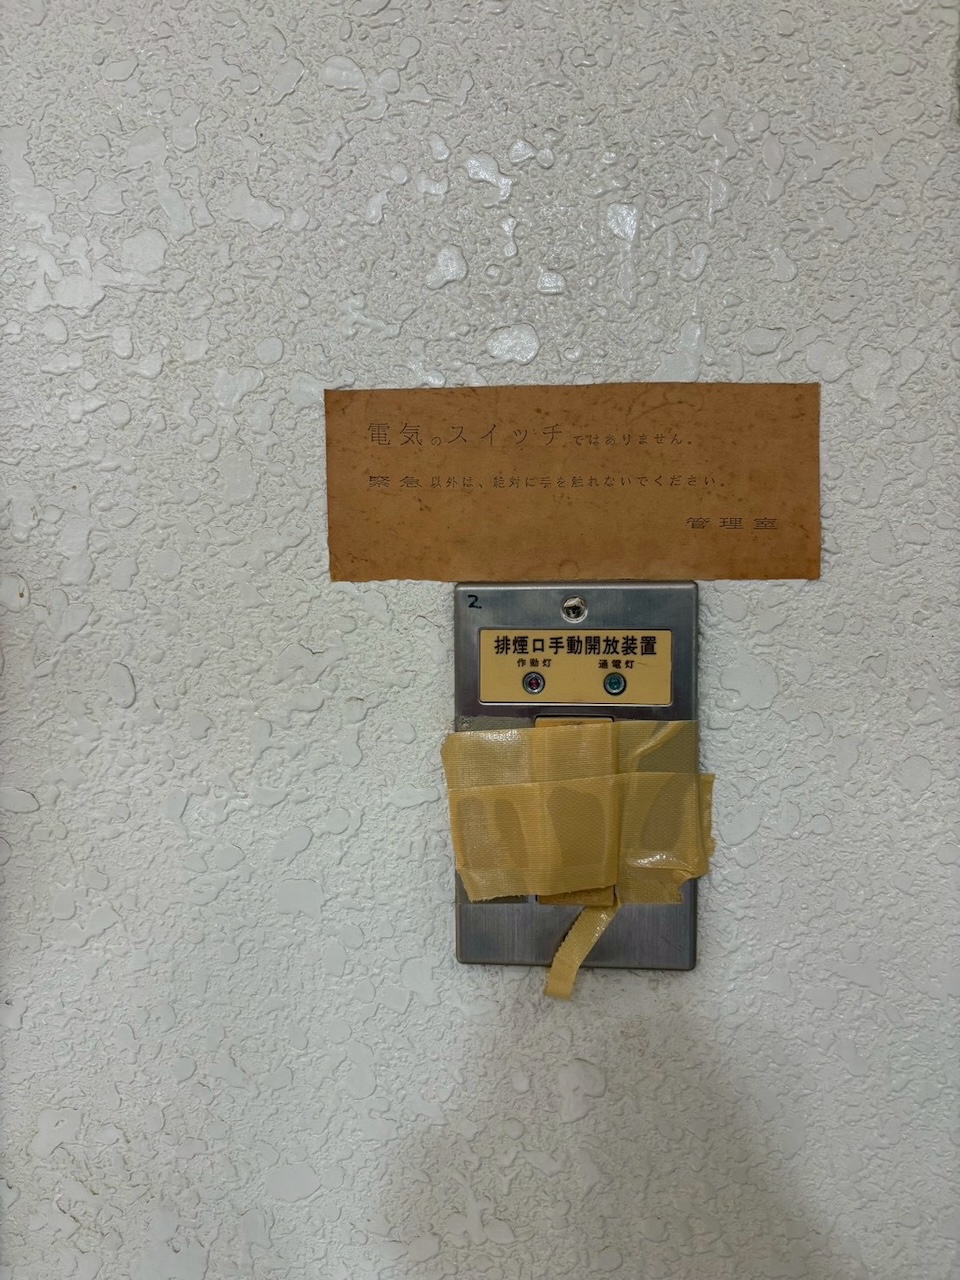 電気のスイッチではありません。
緊急以外は、絶対に手を触れないでください。
管理室
2.
排煙口手動開放装置
作動灯 通電灯